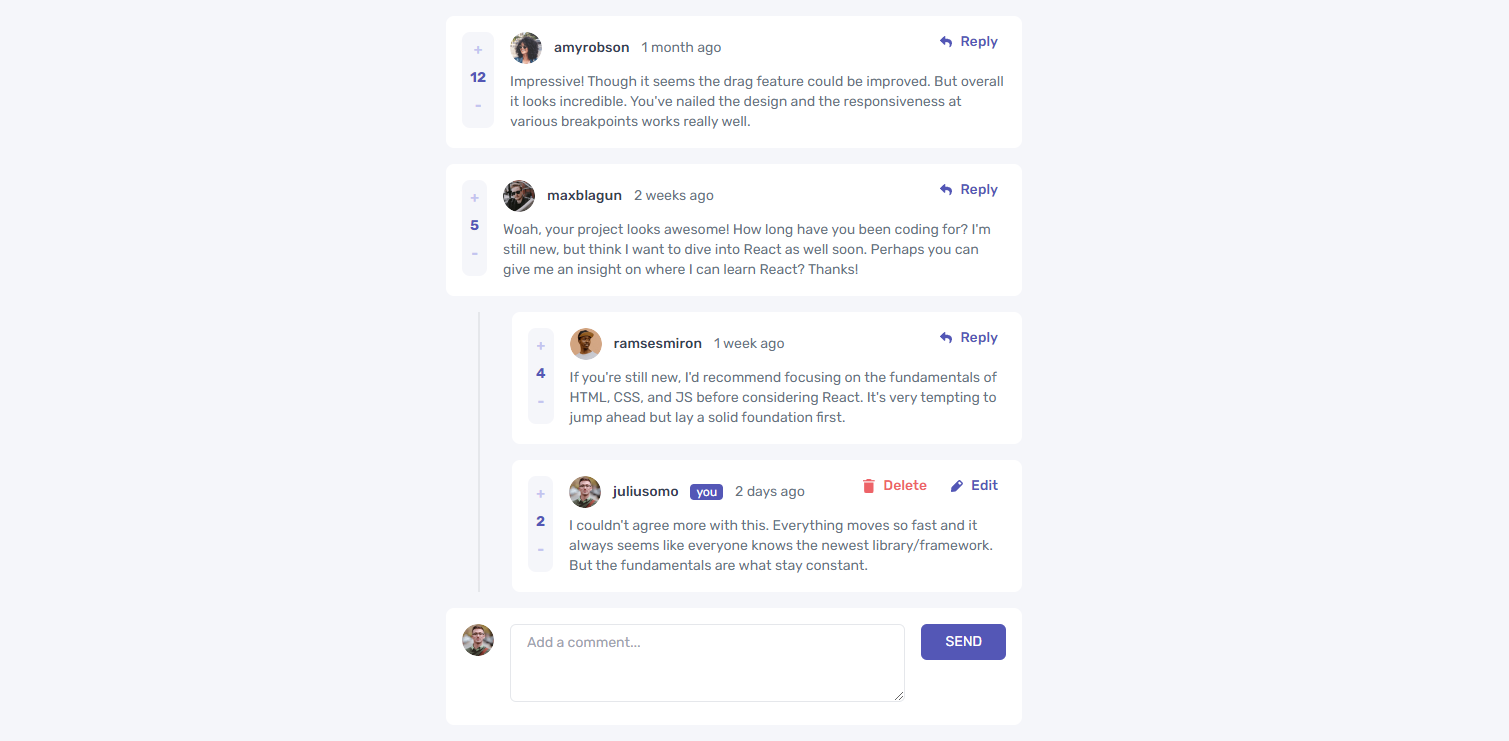 +
12
-
amyrobson 1 month ago Reply
Impressive! Though it seems the drag feature could be improved. But overall
it looks incredible. You've nailed the design and the responsiveness at
various breakpoints works really well.
+
5
-
maxblagun 2 weeks ago Reply
Woah, your project looks awesome! How long have you been coding for? I'm
still new, but think I want to dive into React as well soon. Perhaps you can
give me an insight on where I can learn React? Thanks!
+
4
-
ramsesmiron 1 week ago Reply
If you're still new, I'd recommend focusing on the fundamentals of
HTML, CSS, and JS before considering React. It's very tempting to
jump ahead but lay a solid foundation first.
+
2
-
juliusomo you 2 days ago Delete Edit
I couldn't agree more with this. Everything moves so fast and it
always seems like everyone knows the newest library/framework.
But the fundamentals are what stay constant.
Add a comment... SEND